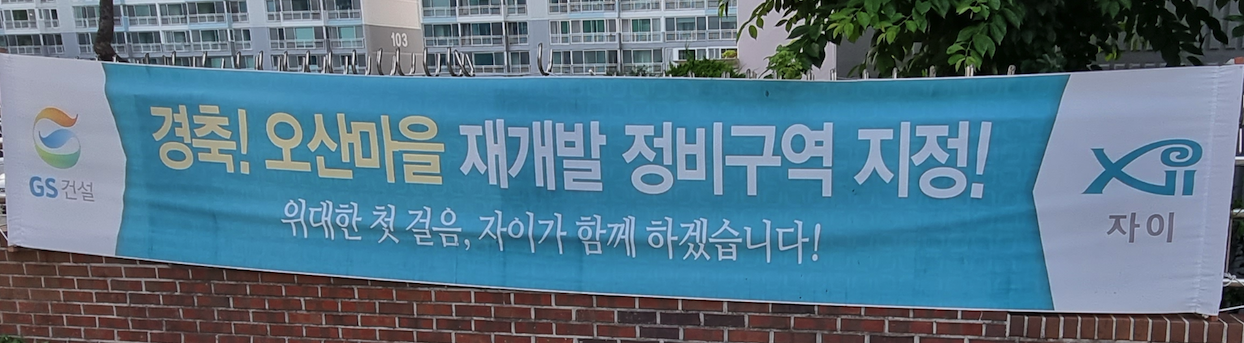 103
경축! 오산마을 재개발 정비구역 지정!
위대한 첫 걸음, 자이가 함께 하겠습니다!
GS건설
Xi
자이